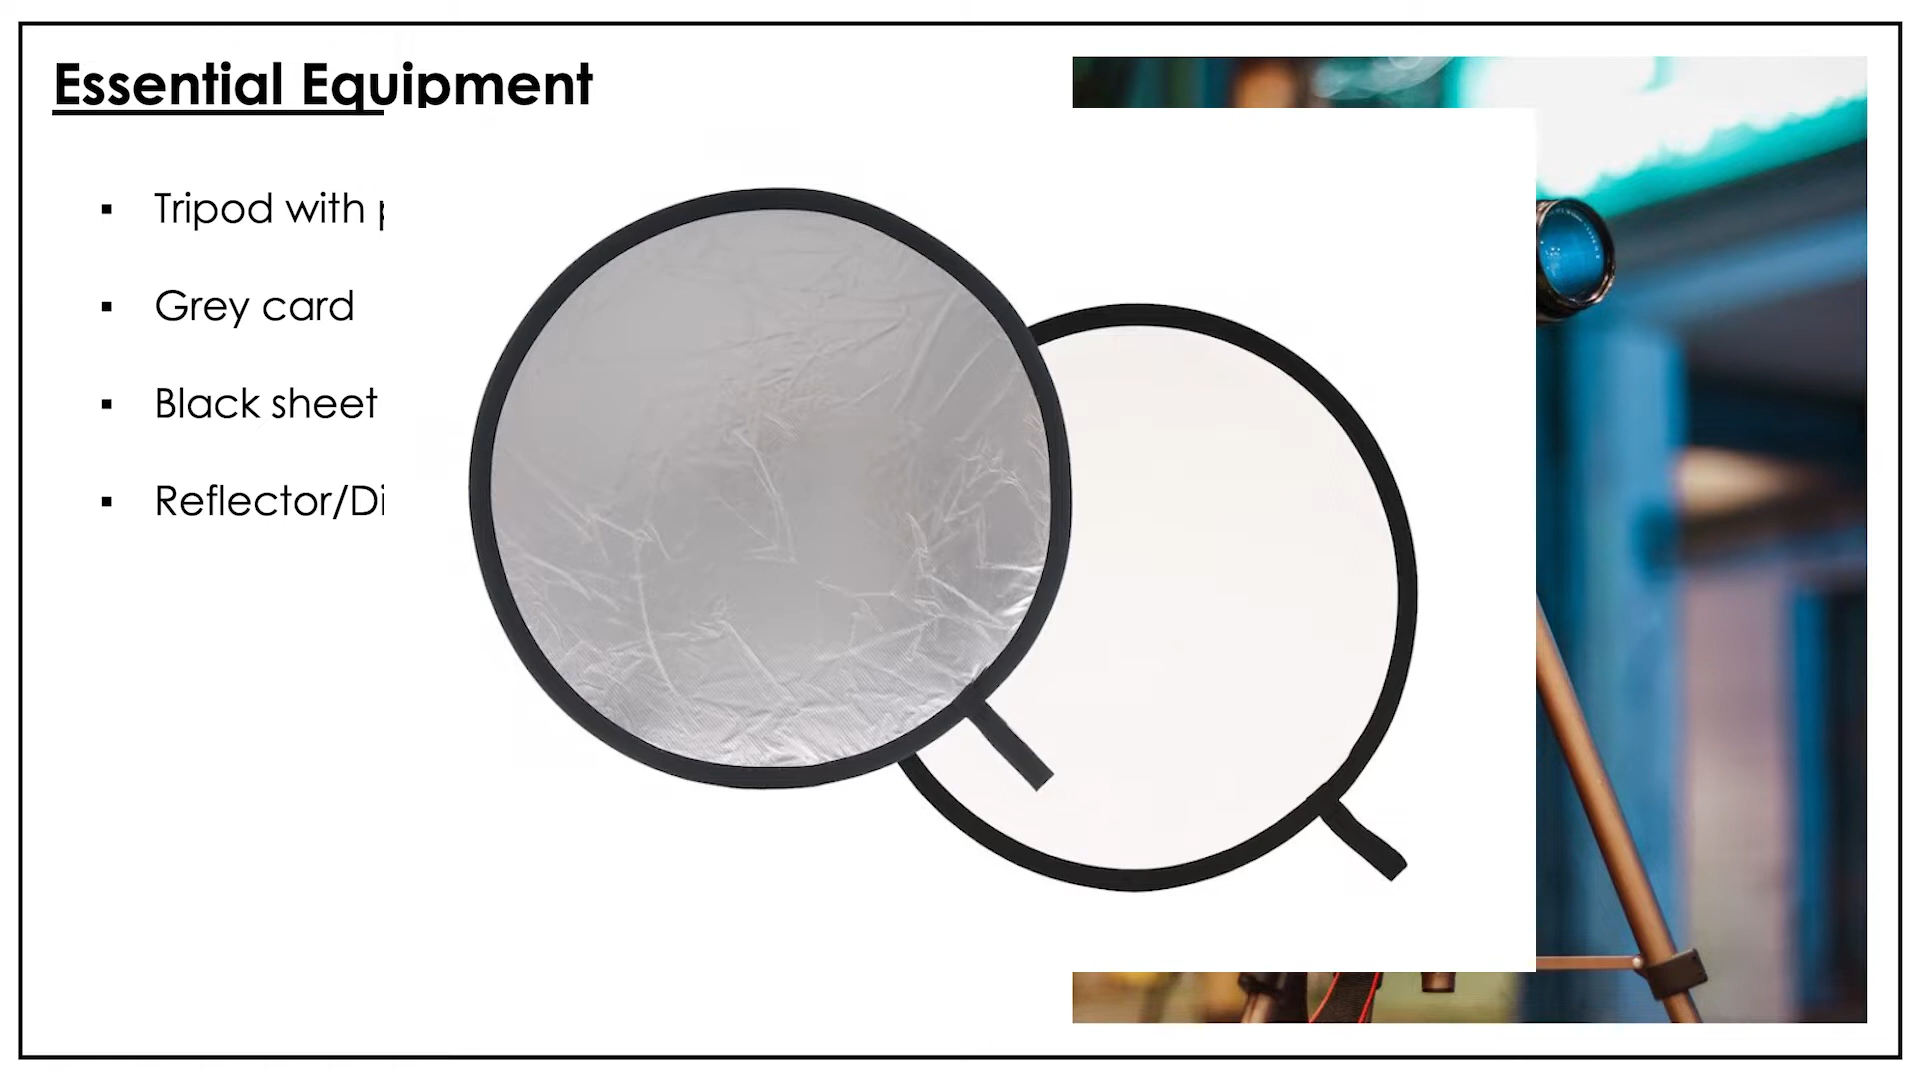 Essential Equipment
Tripod with
Grey card
Black sheet
Reflector/Di